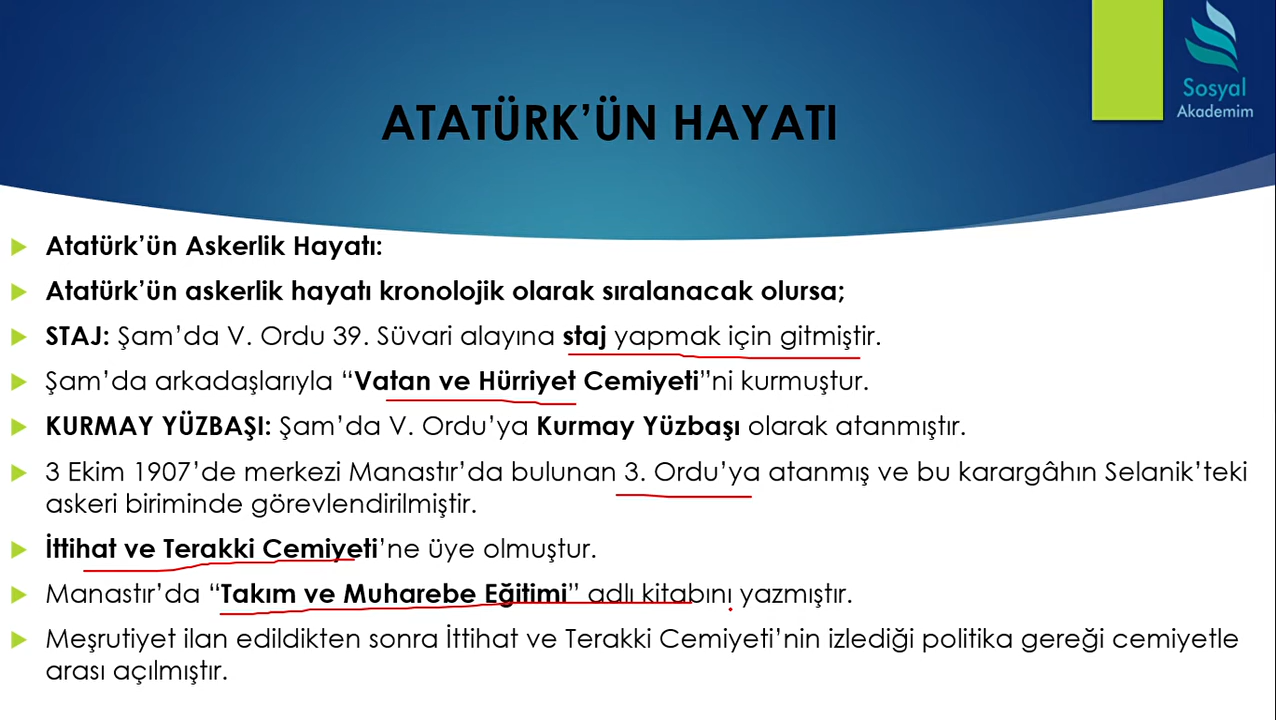 Sosyal
Akademim
ATATÜRK’ÜN HAYATI
Atatürk’ün Askerlik Hayatı:
Atatürk’ün askerlik hayatı kronolojik olarak sıralanacak olursa;
STAJ: Şam’da V. Ordu 39. Süvari alayına staj yapmak için gitmiştir.
Şam’da arkadaşlarıyla “Vatan ve Hürriyet Cemiyeti”ni kurmuştur.
KURMAY YÜZBAŞI: Şam’da V. Ordu’ya Kurmay Yüzbaşı olarak atanmıştır.
3 Ekim 1907’de merkezi Manastır’da bulunan 3. Ordu’ya atanmış ve bu karargâhın Selanik’teki
askeri biriminde görevlendirilmiştir.
İttihat ve Terakki Cemiyeti’ne üye olmuştur.
Manastır’da “Takım ve Muharebe Eğitimi” adlı kitabını yazmıştır.
Meşrutiyet ilan edildikten sonra İttihat ve Terakki Cemiyeti’nin izlediği politika gereği cemiyetle
arası açılmıştır.